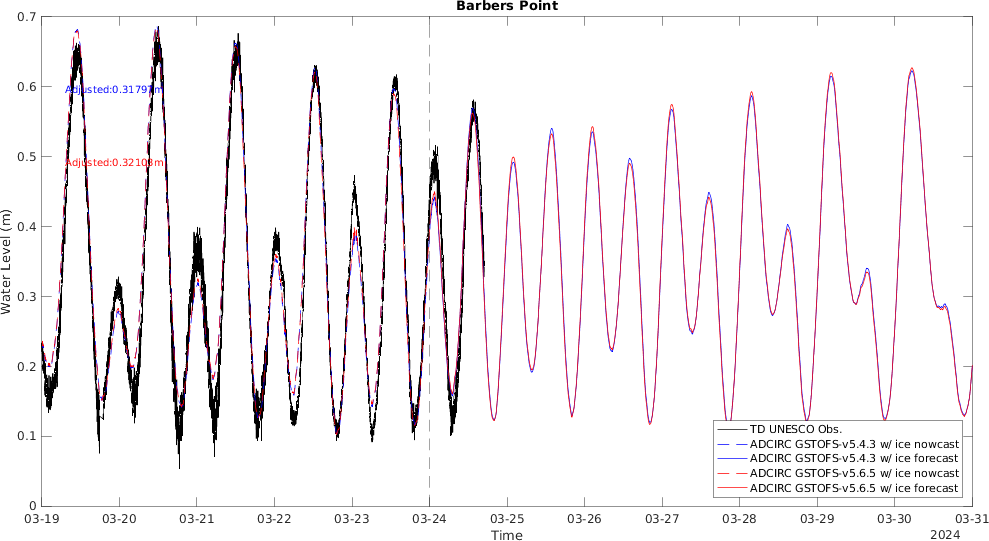 Barbers Point
0.7
0.6
0.5
0.4
0.3
0.2
0.1
0
Water Level (m)
Adjusted:0.31797m
Adjusted:0.32103m
TD UNESCO Obs.
ADCIRC GSTOFS-v5.4.3 w/ ice nowcast
ADCIRC GSTOFS-v5.4.3 w/ ice forecast
ADCIRC GSTOFS-v5.6.5 w/ ice nowcast
ADCIRC GSTOFS-v5.6.5 w/ ice forecast
03-19 03-20 03-21 03-22 03-23 03-24 03-25 03-26 03-27 03-28 03-29 03-30 03-31
Time
2024